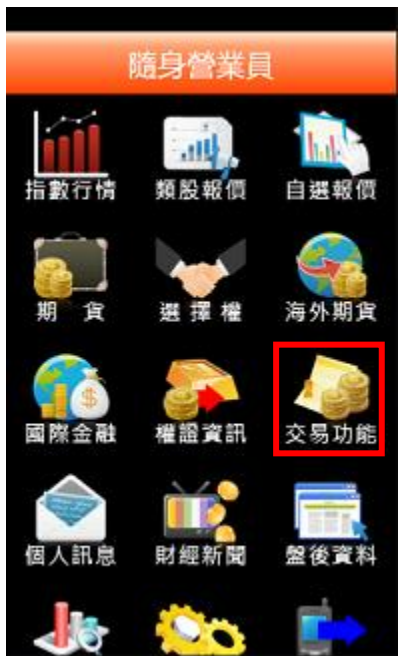 隨身營業員
指數行情 類股報價 自選報價
期 貨 選擇權 海外期貨
國際金融 權證資訊 交易功能
個人訊息 財經新聞 盤後資料